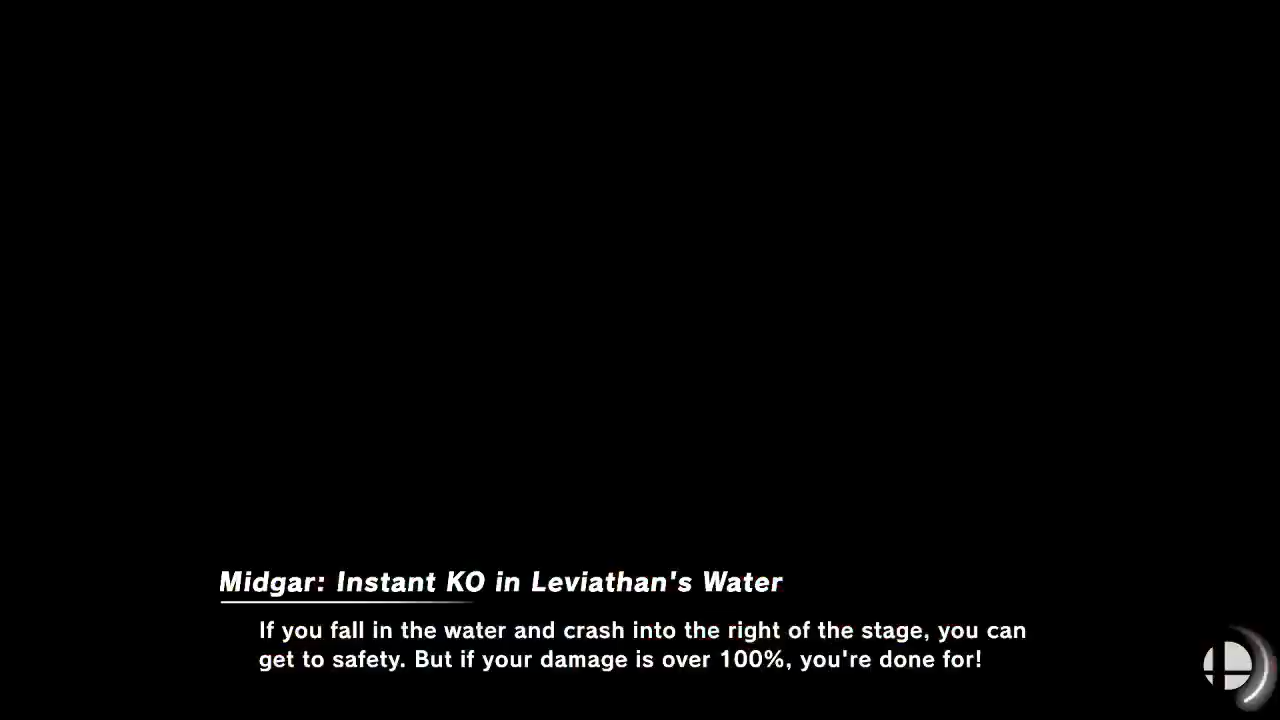 Midgar: Instant KO in Leviathan's Water
If you fall in the water and crash into the right of the stage, you can
get to safety. But if your damage is over 100%, you're done for!